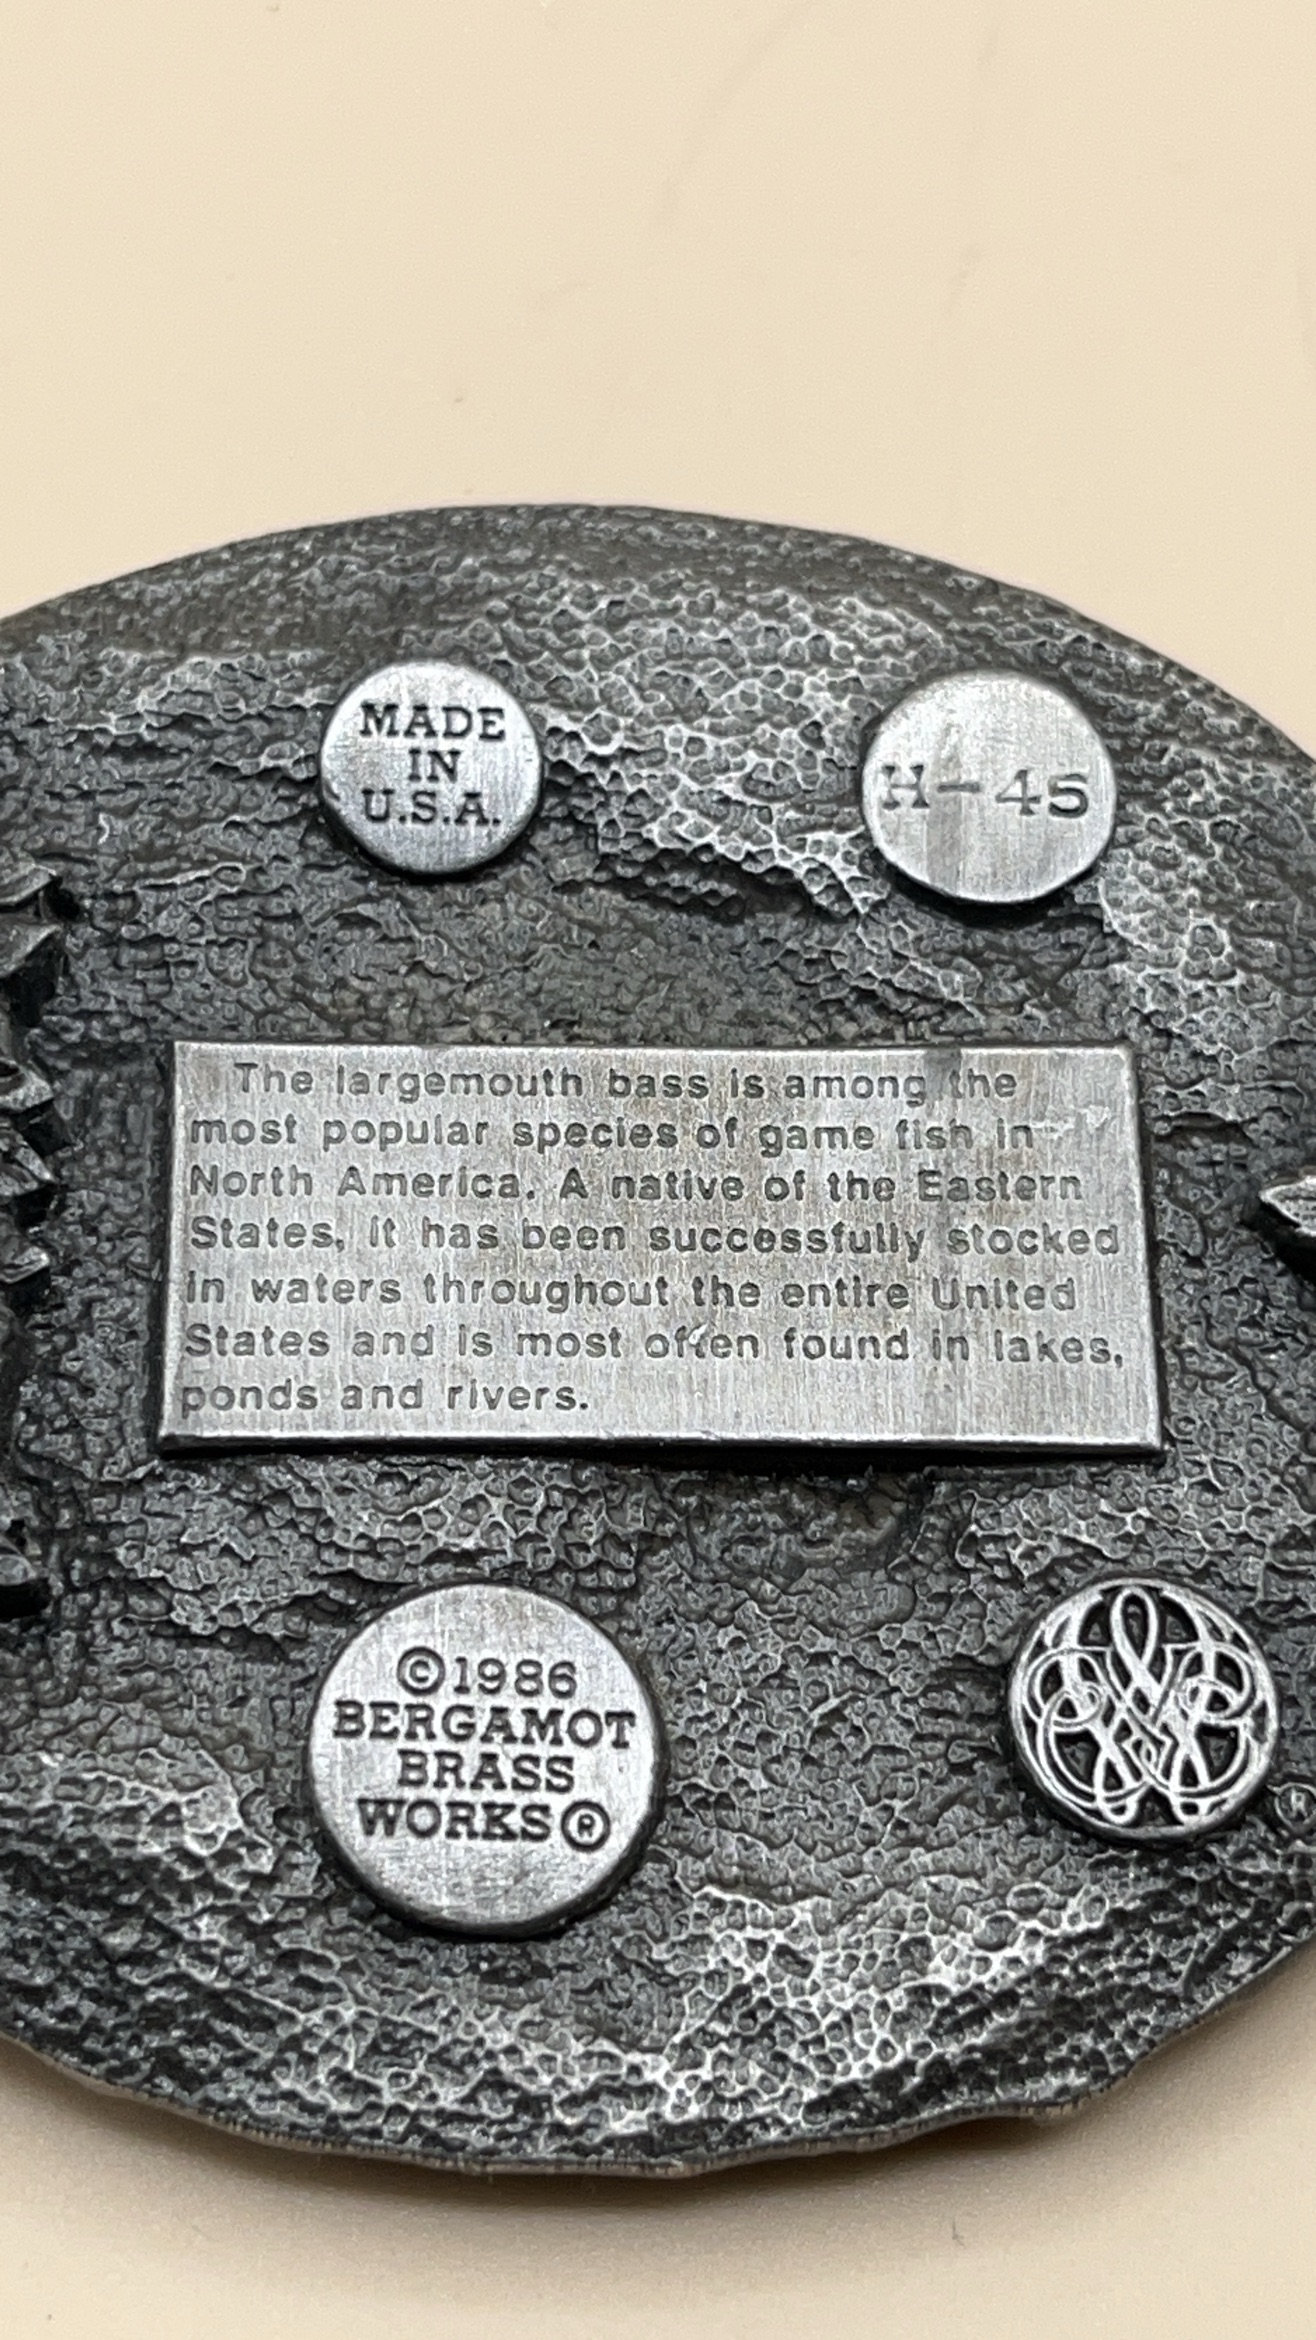 MADE
IN
U.S.A.
H-45
The largemouth bass is among the
most popular species of game fish in
North America. A native of the Eastern
States, it has been successfully stocked
in waters throughout the entire United
States and is most often found in lakes,
ponds and rivers.
©1986
BERGAMOT
BRASS
WORKS®
®